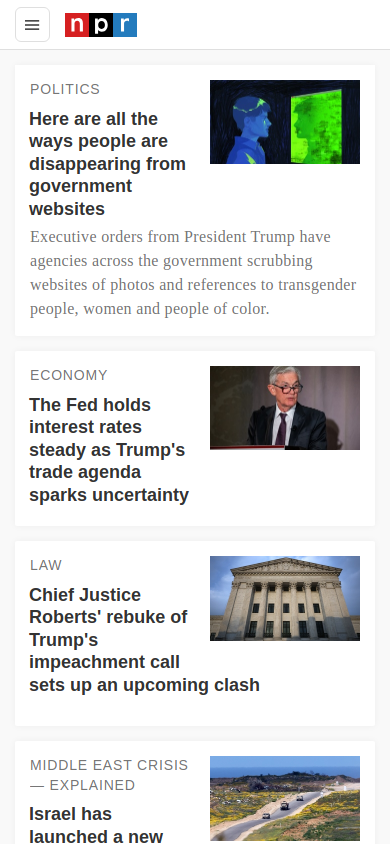 npr
POLITICS
Here are all the
ways people are
disappearing from
government
websites
Executive orders from President Trump have
agencies across the government scrubbing
websites of photos and references to transgender
people, women and people of color.
ECONOMY
The Fed holds
interest rates
steady as Trump's
trade agenda
sparks uncertainty
LAW
Chief Justice
Roberts' rebuke of
Trump's
impeachment call
sets up an upcoming clash
MIDDLE EAST CRISIS
— EXPLAINED
Israel has
launched a new